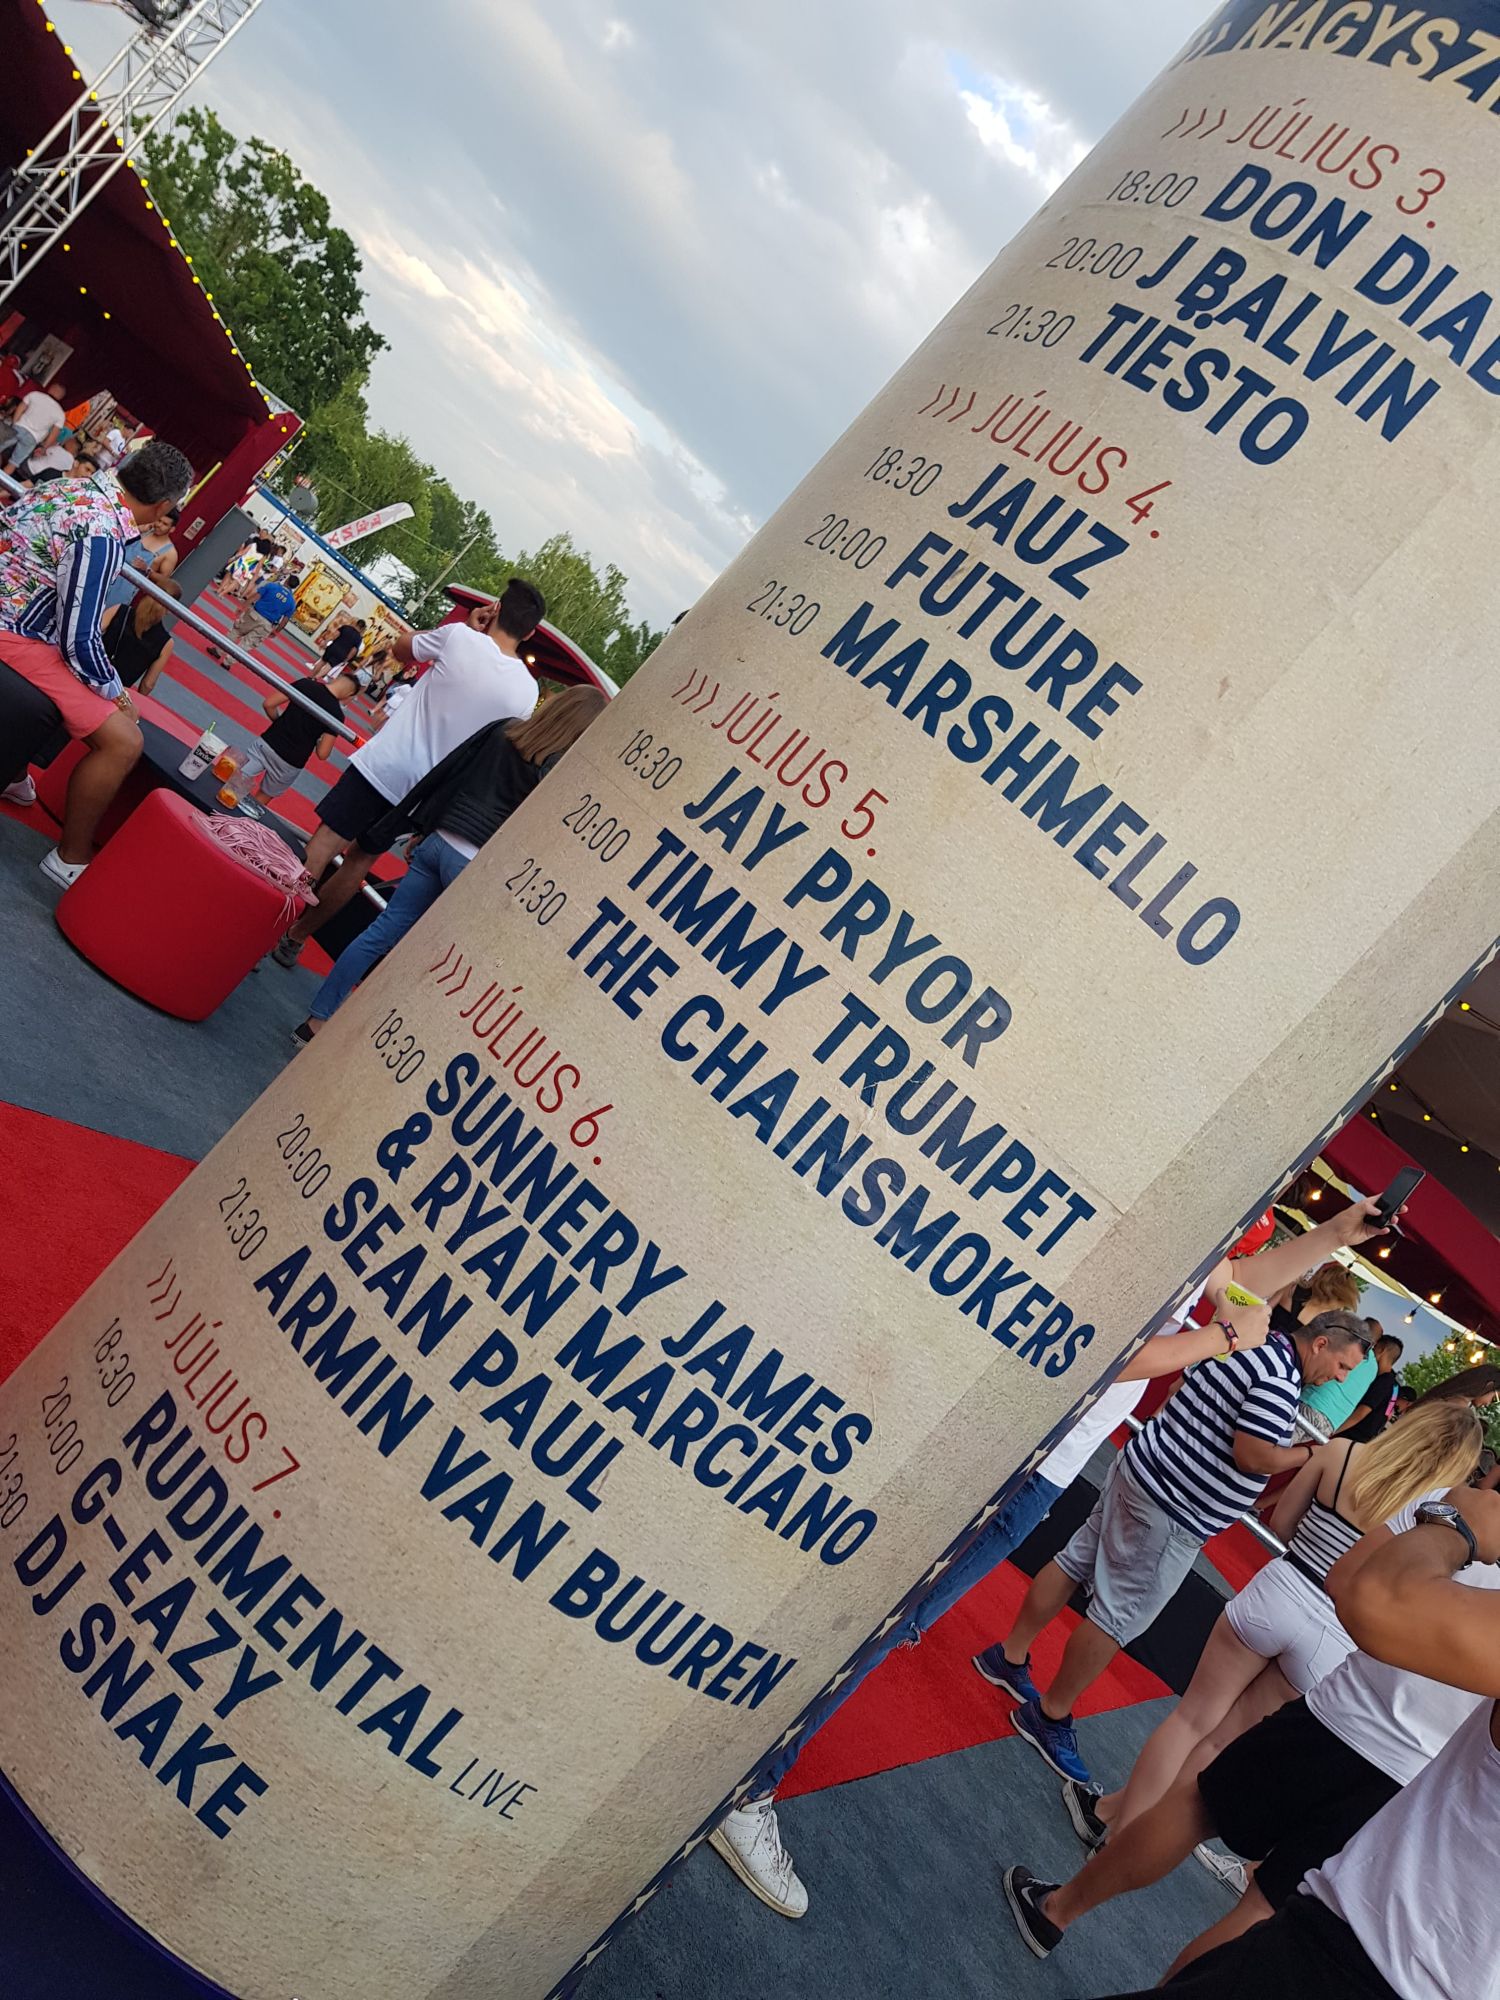 ››› NAGYSZ
››› JÚLIUS 3.
18:00 DON DIAB
20:00 J BALVIN
21:30 TIËSTO
››› JÚLIUS 4.
18:30 JAUZ
20:00 FUTURE
21:30 MARSHMELLO
››› JÚLIUS 5.
18:30 JAY PRYOR
20:00 TIMMY TRUMPET
21:30 THE CHAINSMOKERS
››› JÚLIUS 6.
18:30 SUNNERY JAMES
& RYAN MARCIANO
20:00 SEAN PAUL
21:30 ARMIN VAN BUUREN
››› JÚLIUS 7.
18:30 RUDIMENTAL LIVE
20:00 G-EAZY
21:30 DJ SNAKE